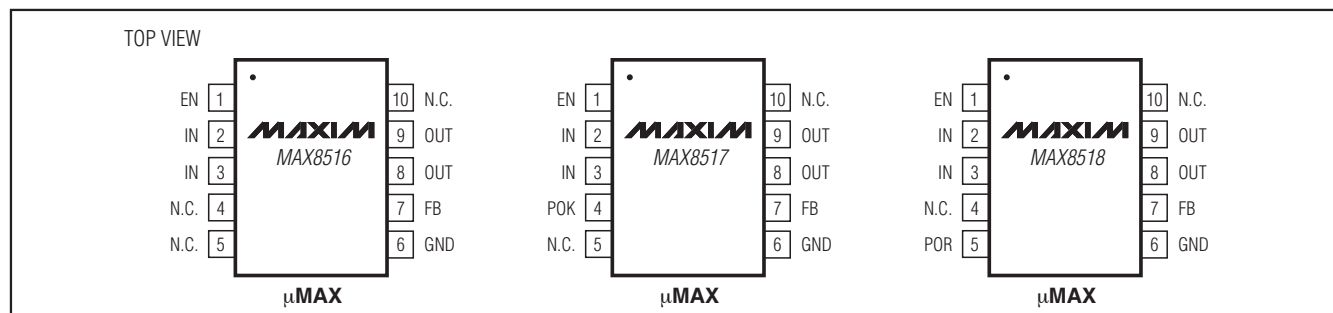 TOP VIEW
EN 1 10 N.C.
IN 2 MAXIM 9 OUT
MAX8516
IN 3 8 OUT
N.C. 4 7 FB
N.C. 5 6 GND
μMAX
EN 1 10 N.C.
IN 2 MAXIM 9 OUT
MAX8517
IN 3 8 OUT
POK 4 7 FB
N.C. 5 6 GND
μMAX
EN 1 10 N.C.
IN 2 MAXIM 9 OUT
MAX8518
IN 3 8 OUT
N.C. 4 7 FB
POR 5 6 GND
μMAX